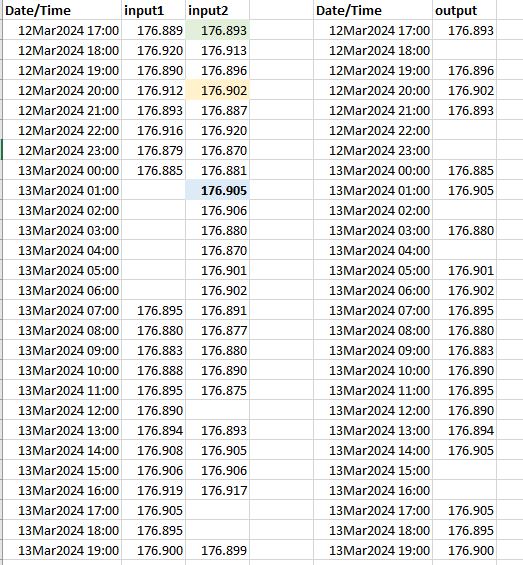 Date/Time input1 input2 Date/Time output
12Mar2024 17:00 176.889 176.893 12Mar2024 17:00 176.893
12Mar2024 18:00 176.920 176.913 12Mar2024 18:00
12Mar2024 19:00 176.890 176.896 12Mar2024 19:00 176.896
12Mar2024 20:00 176.912 176.902 12Mar2024 20:00 176.902
12Mar2024 21:00 176.893 176.887 12Mar2024 21:00 176.893
12Mar2024 22:00 176.916 176.920 12Mar2024 22:00
12Mar2024 23:00 176.879 176.870 12Mar2024 23:00
13Mar2024 00:00 176.885 176.881 13Mar2024 00:00 176.885
13Mar2024 01:00 176.905 13Mar2024 01:00 176.905
13Mar2024 02:00 176.906 13Mar2024 02:00
13Mar2024 03:00 176.880 13Mar2024 03:00 176.880
13Mar2024 04:00 176.870 13Mar2024 04:00
13Mar2024 05:00 176.901 13Mar2024 05:00 176.901
13Mar2024 06:00 176.902 13Mar2024 06:00 176.902
13Mar2024 07:00 176.895 176.891 13Mar2024 07:00 176.895
13Mar2024 08:00 176.880 176.877 13Mar2024 08:00 176.880
13Mar2024 09:00 176.883 176.880 13Mar2024 09:00 176.883
13Mar2024 10:00 176.888 176.890 13Mar2024 10:00 176.890
13Mar2024 11:00 176.895 176.875 13Mar2024 11:00 176.895
13Mar2024 12:00 176.890 13Mar2024 12:00 176.890
13Mar2024 13:00 176.894 176.893 13Mar2024 13:00 176.894
13Mar2024 14:00 176.908 176.905 13Mar2024 14:00 176.905
13Mar2024 15:00 176.906 176.906 13Mar2024 15:00
13Mar2024 16:00 176.919 176.917 13Mar2024 16:00
13Mar2024 17:00 176.905 13Mar2024 17:00 176.905
13Mar2024 18:00 176.895 13Mar2024 18:00 176.895
13Mar2024 19:00 176.900 176.899 13Mar2024 19:00 176.900